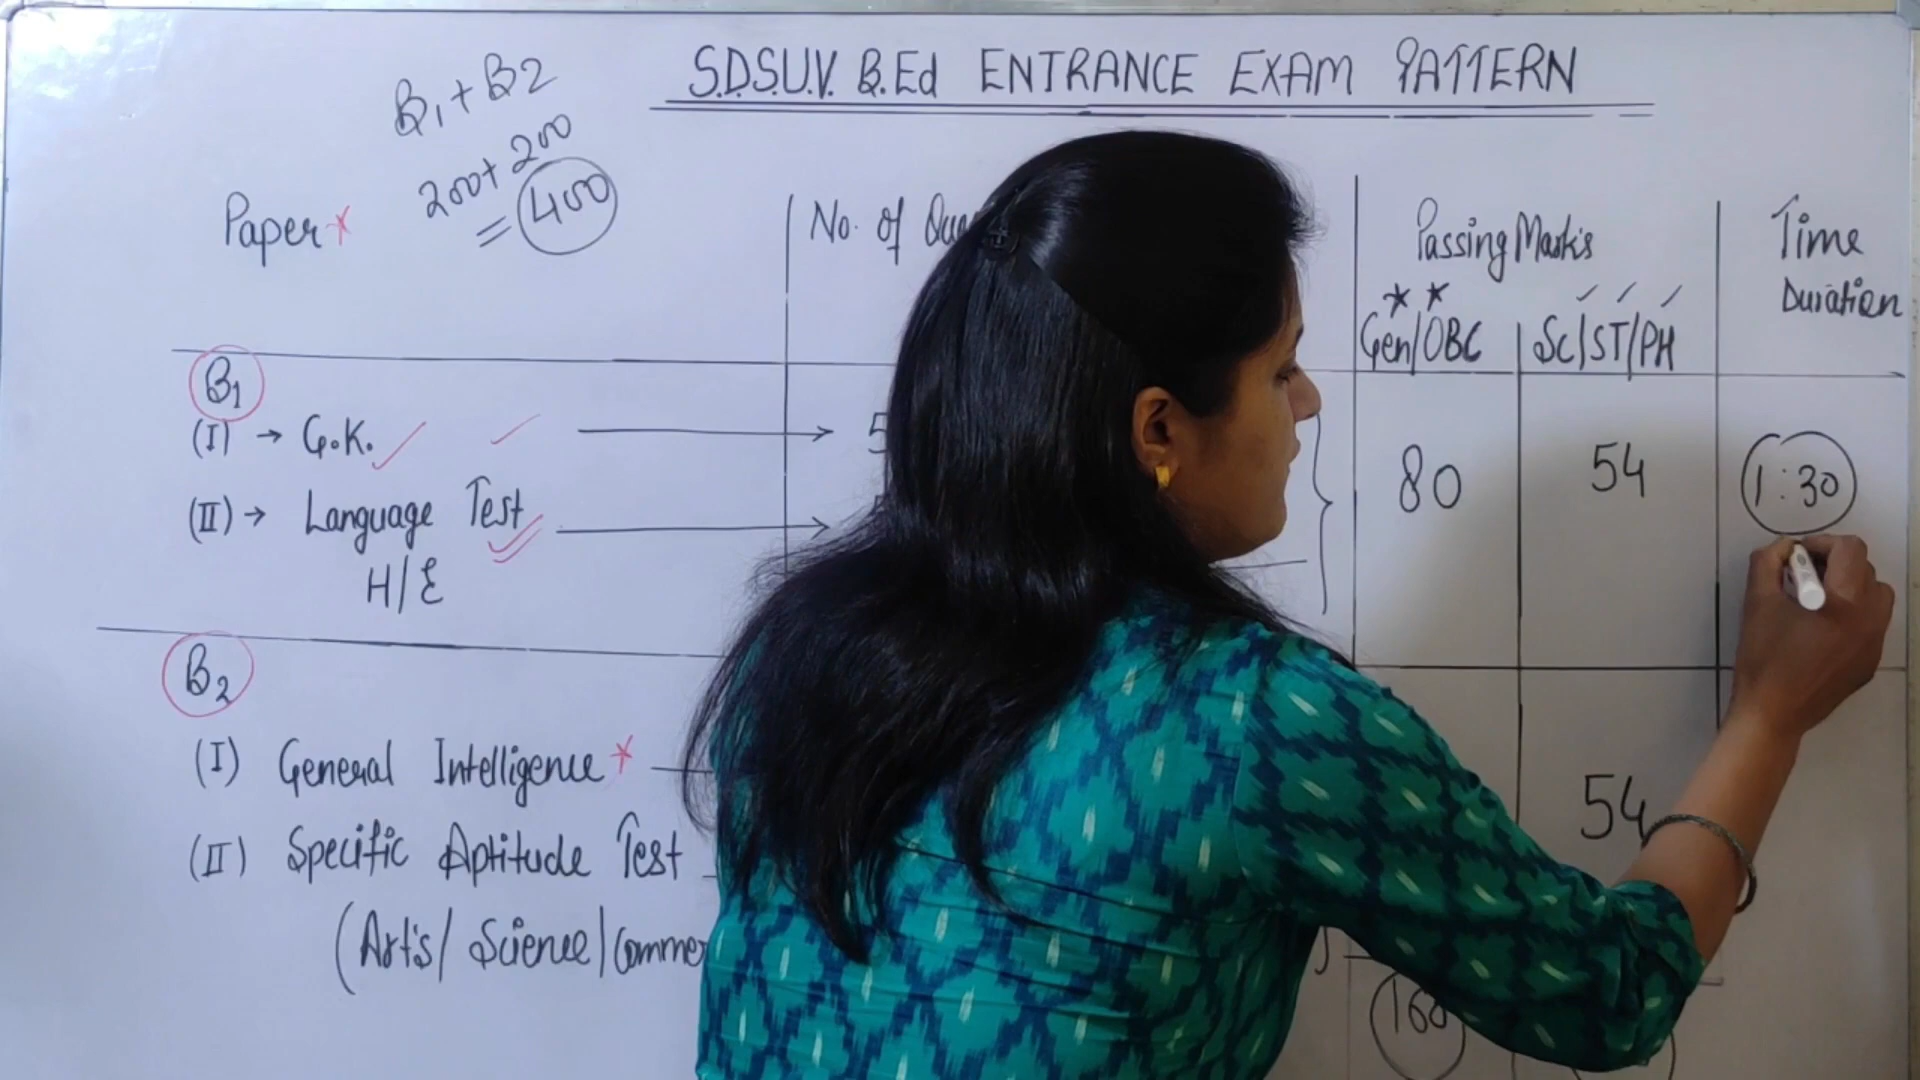 S.D.S.U.V. B.Ed ENTRANCE EXAM PATTERN
B1 + B2
200 + 200
= 400
Paper
No. of
Passing Marks
Time
Duration
Gen/OBC
SC/ST/PH
B1
(I) → G.K.
5
80
54
1:30
(II) → Language Test
H/E
B2
(I) General Intelligence
(II) Specific Aptitude Test
54
(Arts/ Science/
160